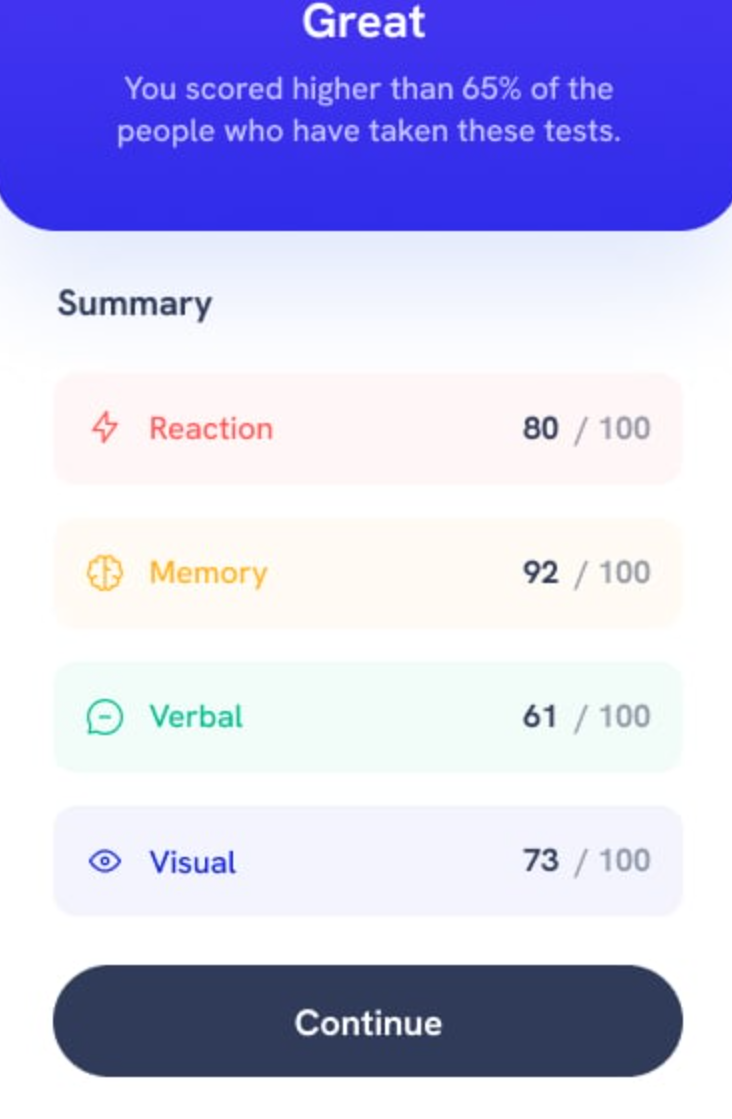 Great
You scored higher than 65% of the
people who have taken these tests.
Summary
Reaction 80 / 100
Memory 92 / 100
Verbal 61 / 100
Visual 73 / 100
Continue